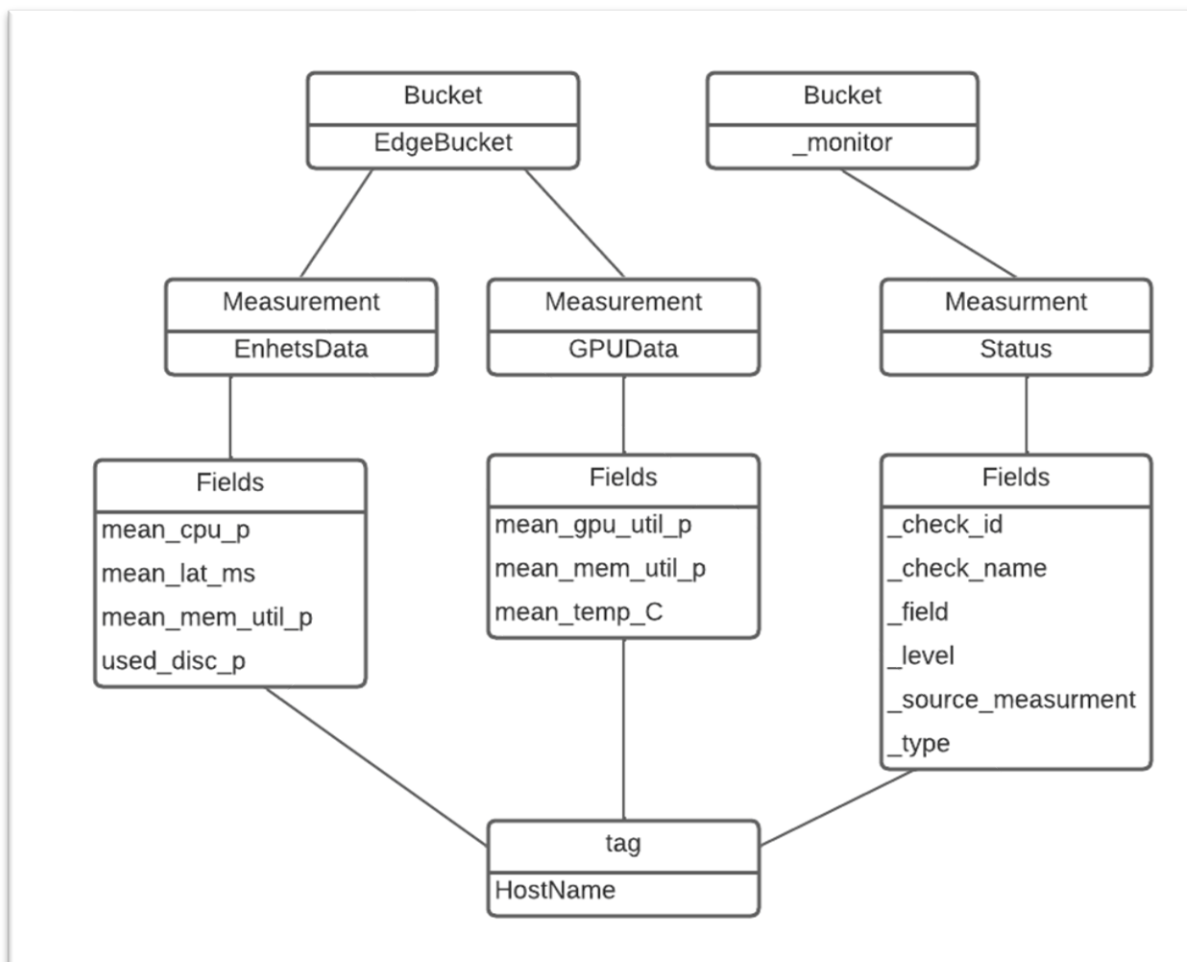 Bucket
EdgeBucket
Bucket
_monitor
Measurement
EnhetsData
Measurement
GPUData
Measurment
Status
Fields
mean_cpu_p
mean_lat_ms
mean_mem_util_p
used_disc_p
Fields
mean_gpu_util_p
mean_mem_util_p
mean_temp_C
Fields
_check_id
_check_name
_field
_level
_source_measurment
_type
tag
HostName